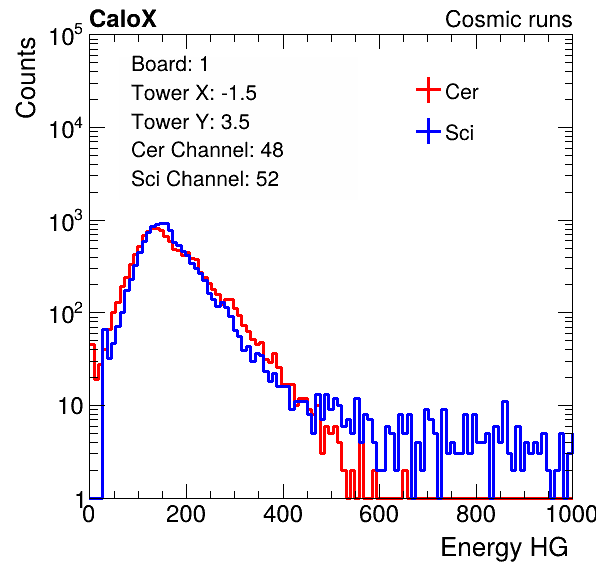 CaloX Cosmic runs
Counts
10^5
10^4
10^3
10^2
10
1
Board: 1
Tower X: -1.5
Tower Y: 3.5
Cer Channel: 48
Sci Channel: 52
Cer
Sci
0 200 400 600 800 1000
Energy HG